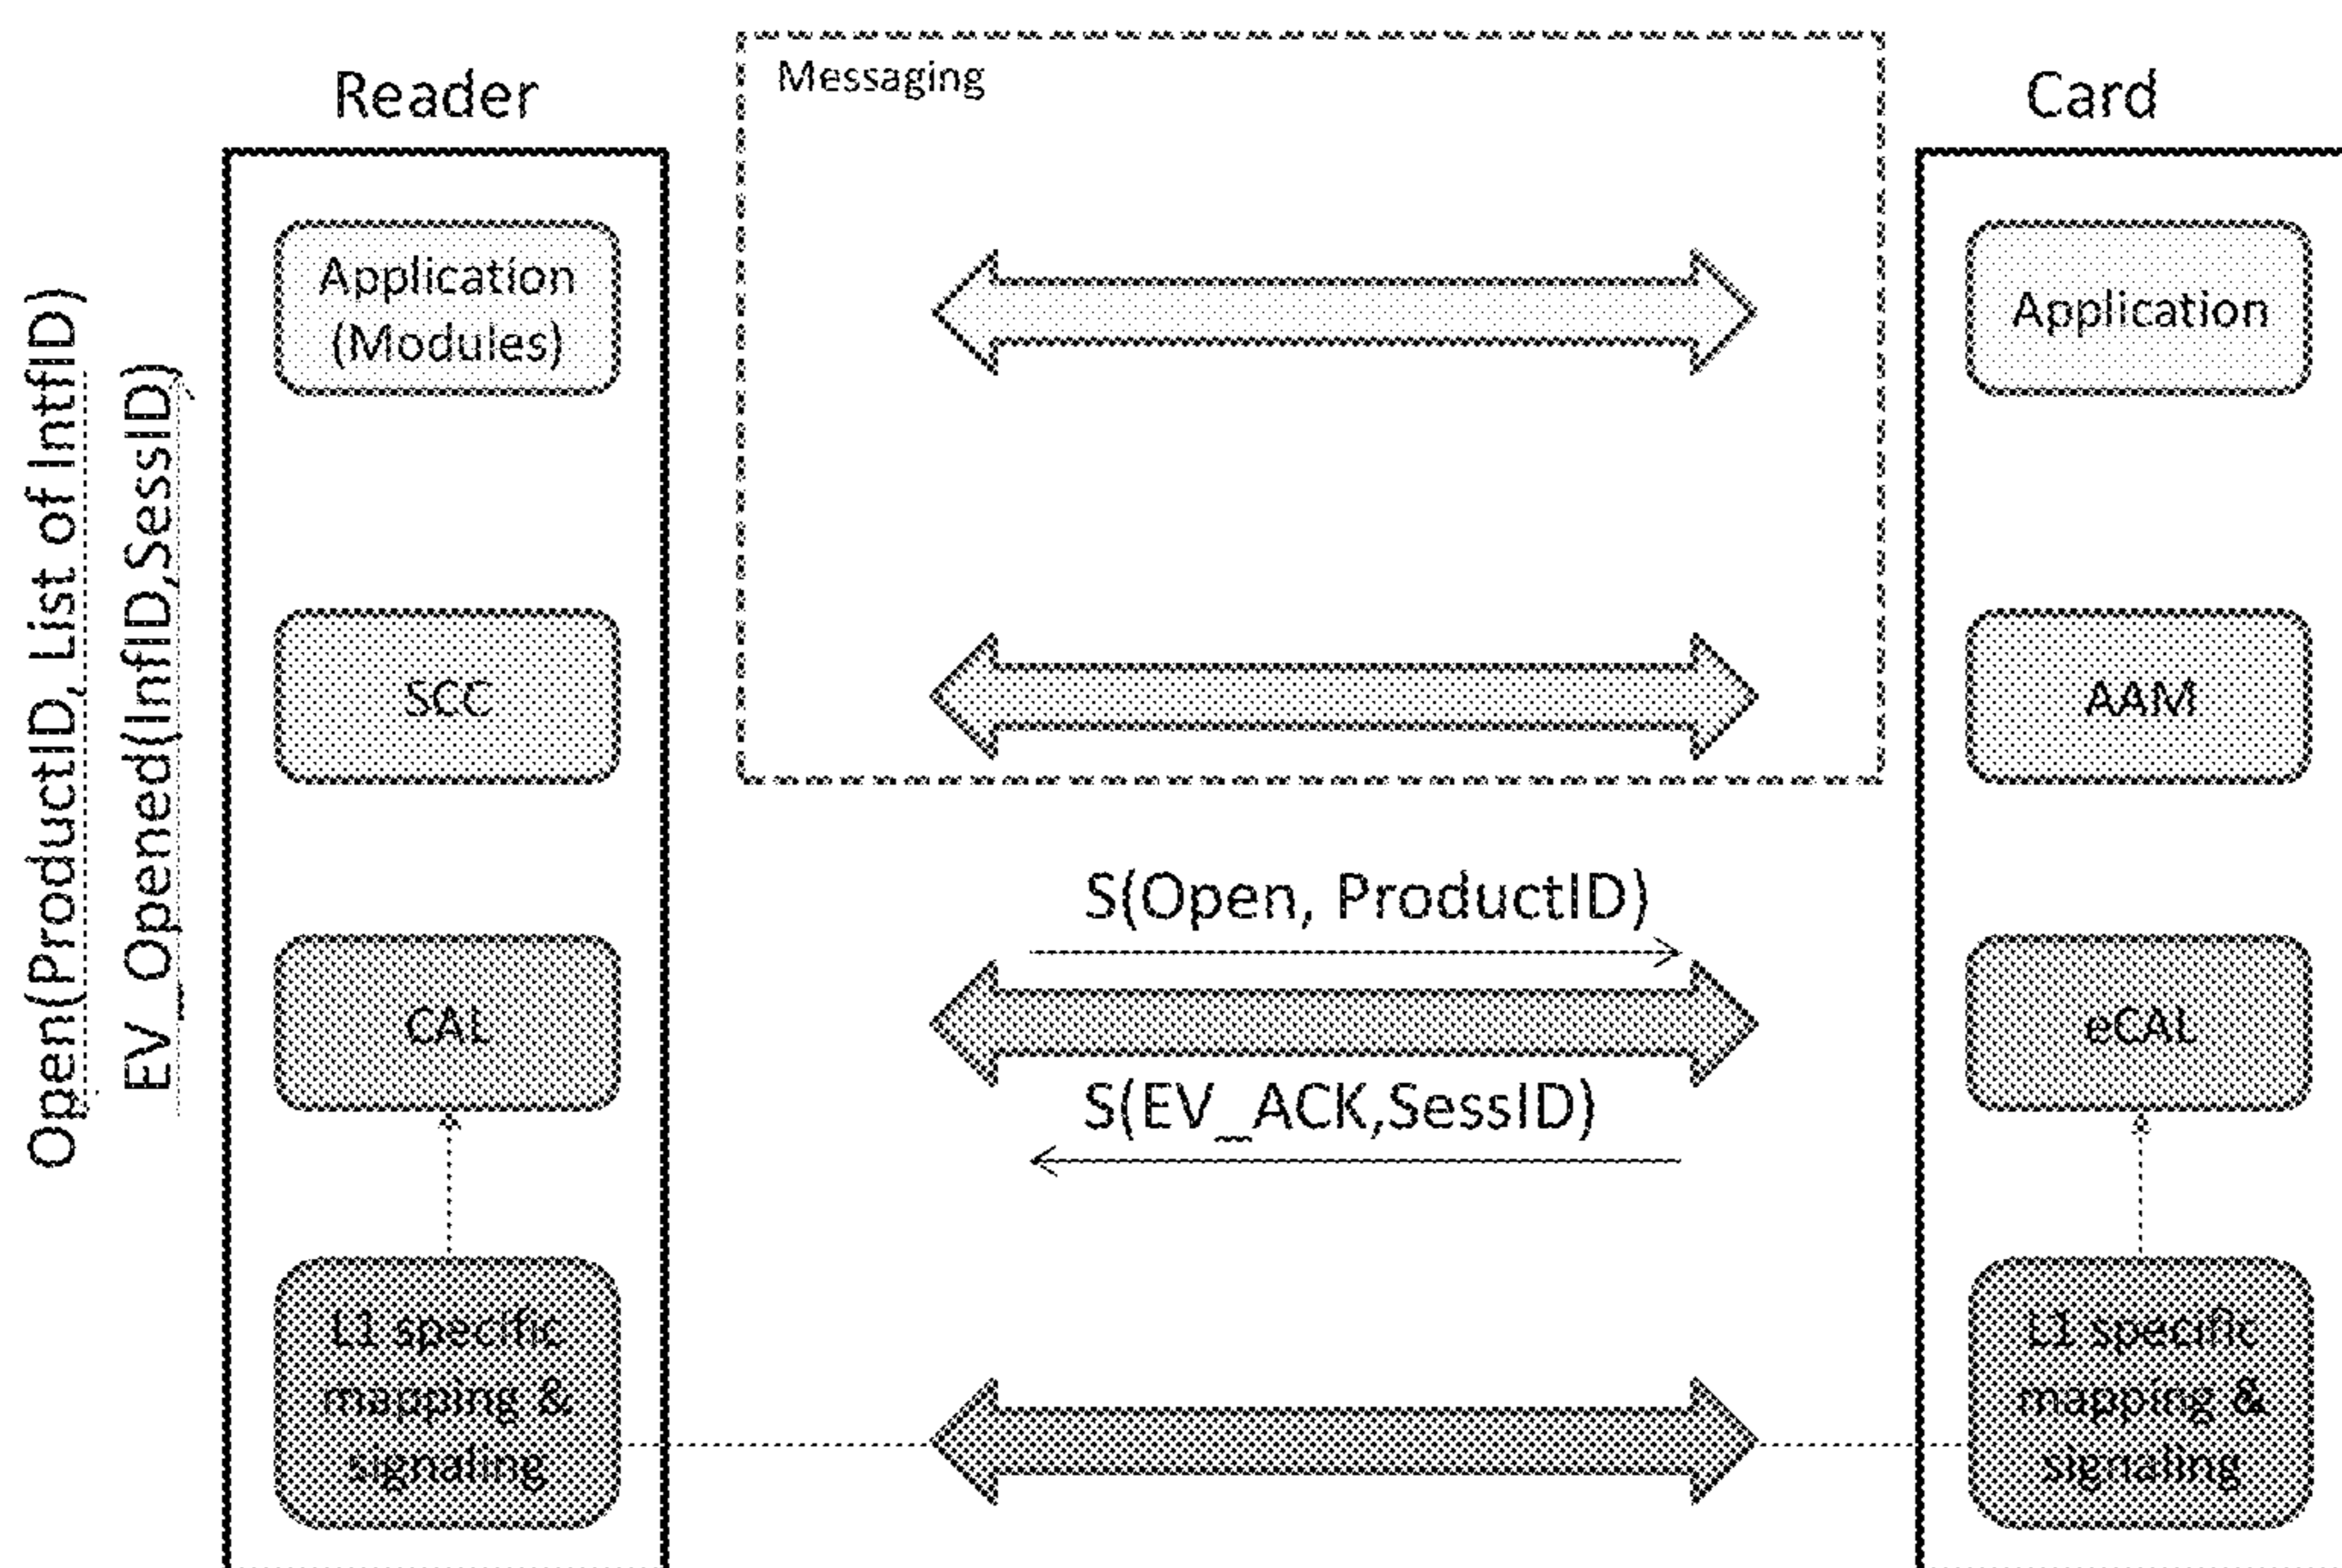 Messaging
Reader
Card
Open(ProductID, List of IntfID)
EV_Opened(InfID,SessID)
Application
(Modules)
Application
SCC
AAM
S(Open, ProductID)
CAL
eCAL
S(EV_ACK,SessID)
L1 specific
mapping &
signaling
L1 specific
mapping &
signaling